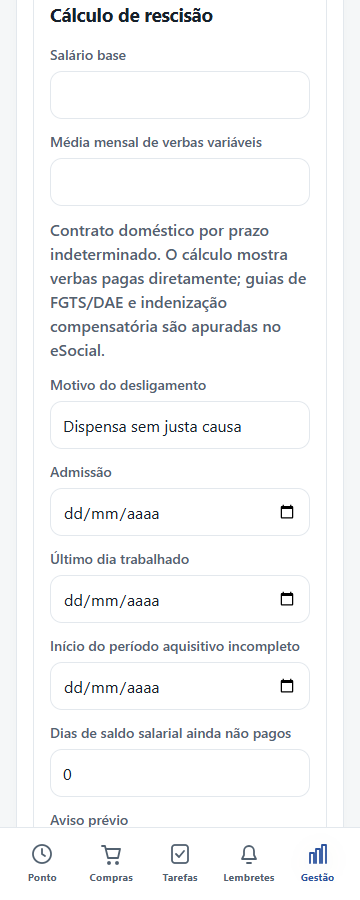 Cálculo de rescisão
Salário base
Média mensal de verbas variáveis
Contrato doméstico por prazo
indeterminado. O cálculo mostra
verbas pagas diretamente; guias de
FGTS/DAE e indenização
compensatória são apuradas no
eSocial.
Motivo do desligamento
Dispensa sem justa causa
Admissão
dd/mm/aaaa
Último dia trabalhado
dd/mm/aaaa
Início do período aquisitivo incompleto
dd/mm/aaaa
Dias de saldo salarial ainda não pagos
0
Aviso prévio
Ponto Compras Tarefas Lembretes Gestão